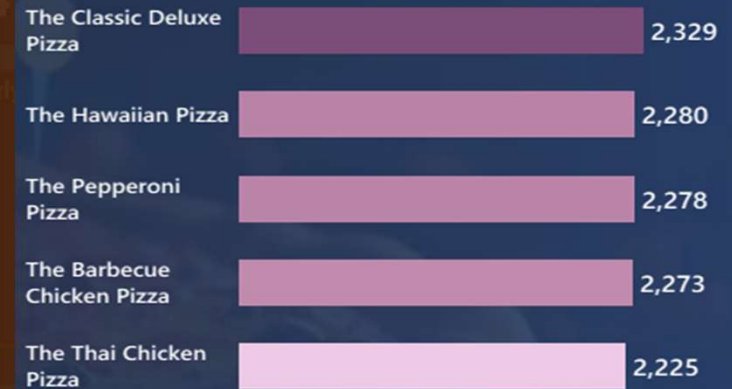 The Classic Deluxe
Pizza
2,329
The Hawaiian Pizza
2,280
The Pepperoni
Pizza
2,278
The Barbecue
Chicken Pizza
2,273
The Thai Chicken
Pizza
2,225